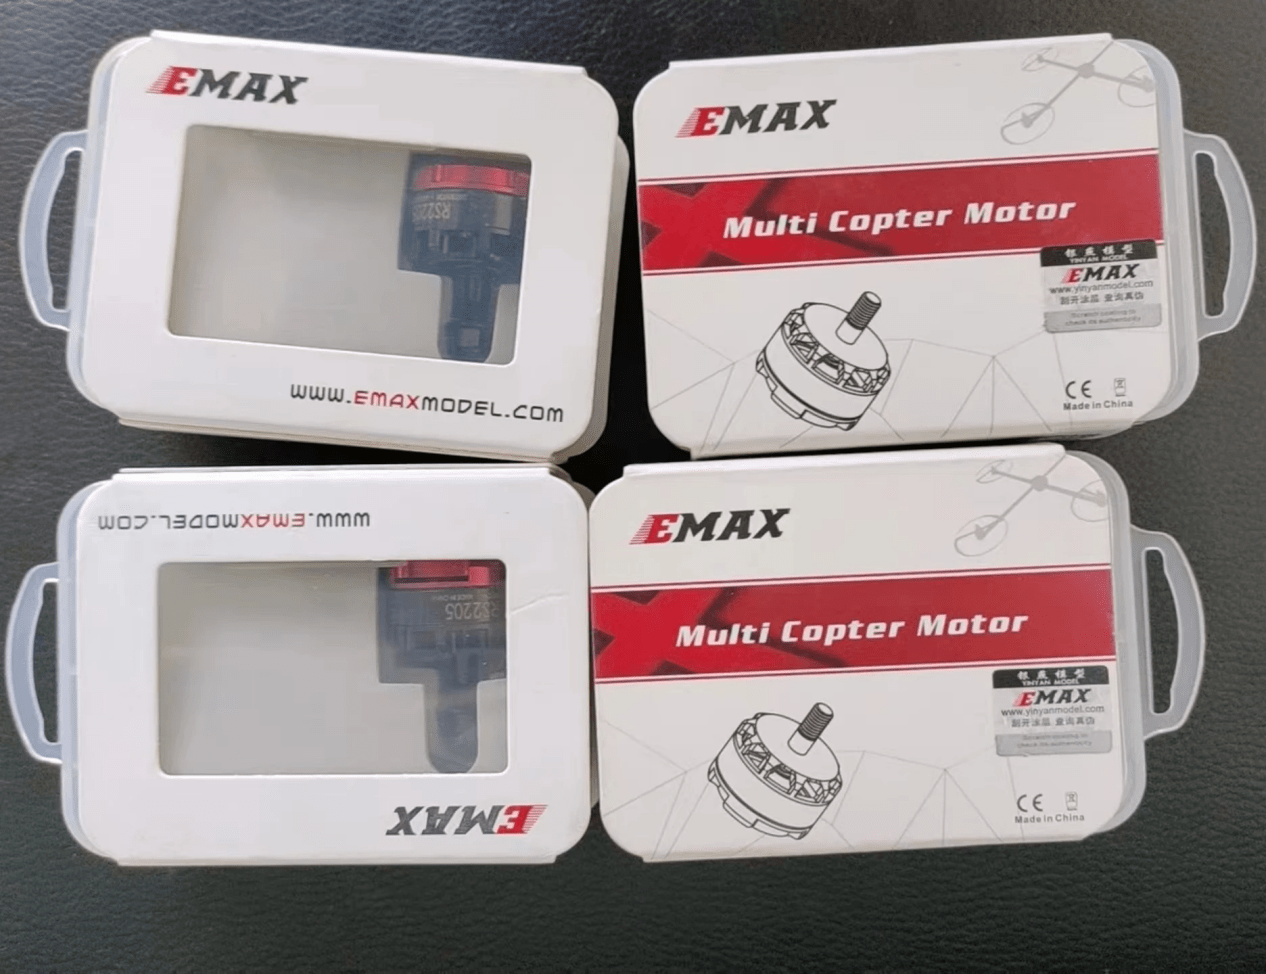 EMAX
RS2205
WWW.EMAXMODEL.COM
EMAX
Multi Copter Motor
银燕模型
YINYAN MODEL
EMAX
www.yinyanmodel.com
刮开涂层 查询真伪
Scratch coating to
check its authenticity
CE
Made in China
WWW.EMAXMODEL.COM
RS2205
EMAX
EMAX
Multi Copter Motor
银燕模型
YINYAN MODEL
EMAX
www.yinyanmodel.com
刮开涂层 查询真伪
Scratch coating to
check its authenticity
CE
Made in China